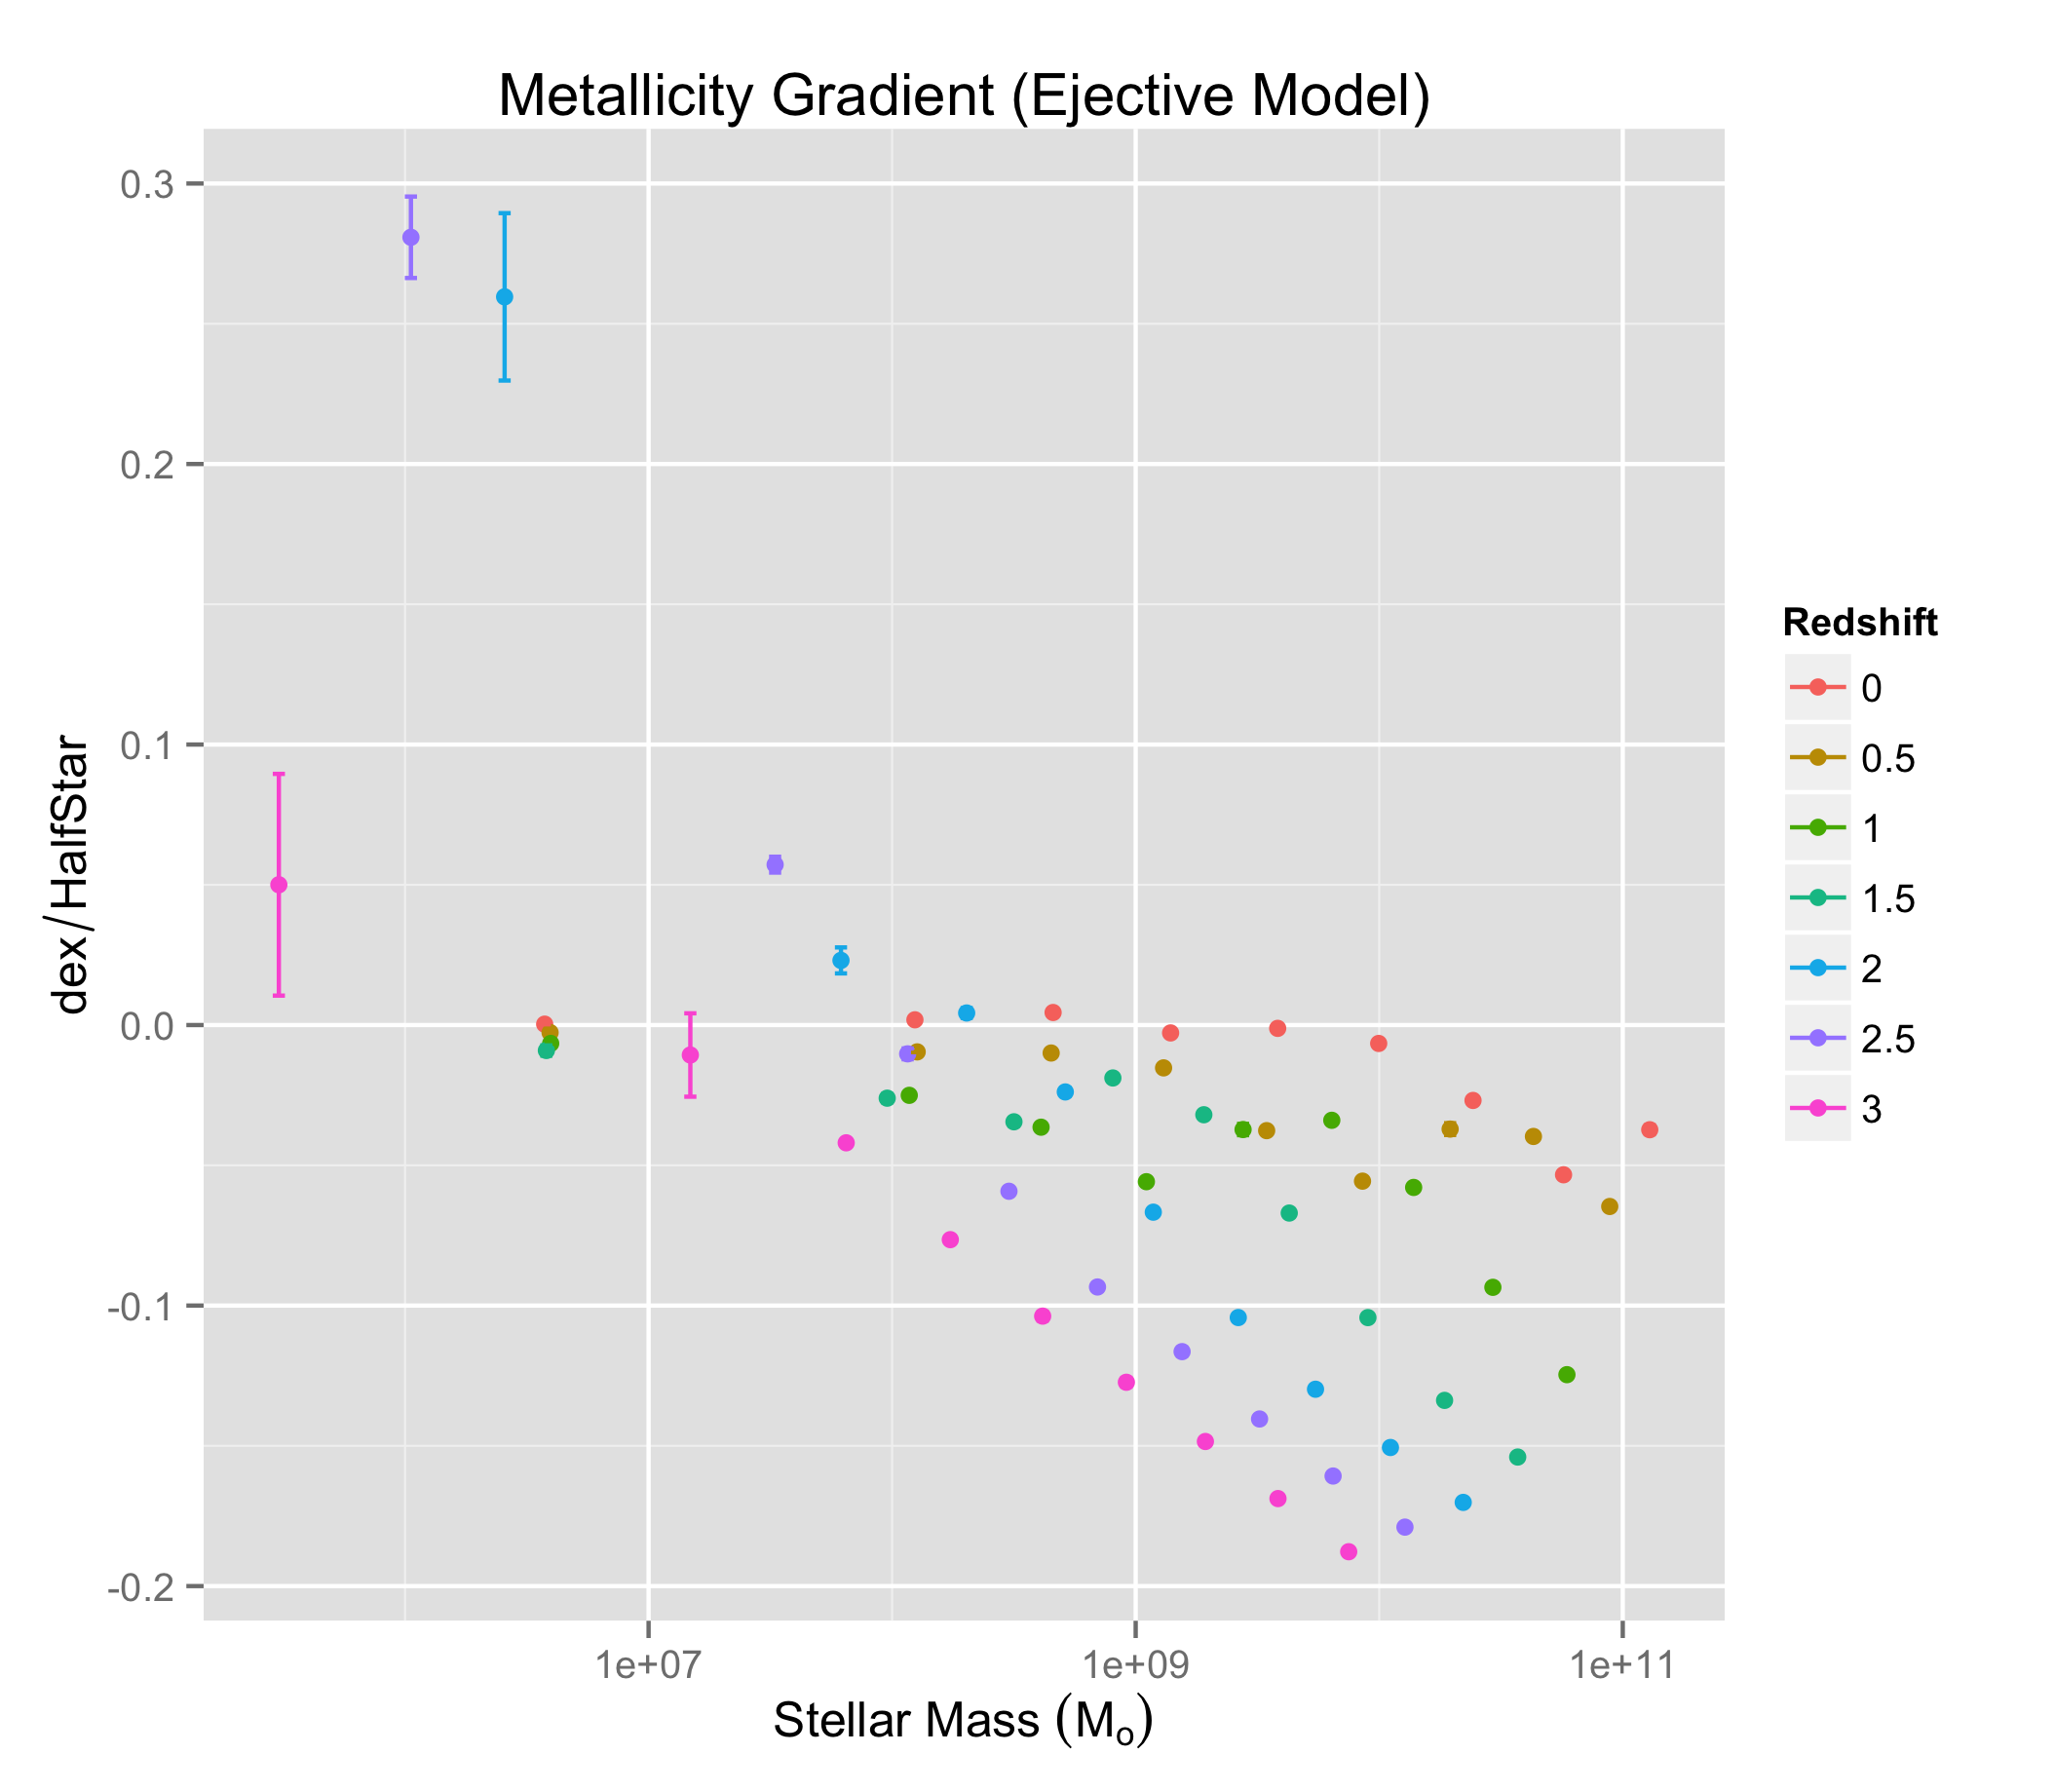 Metallicity Gradient (Ejective Model)
0.3
0.2
0.1
0.0
-0.1
-0.2
dex/HalfStar
1e+07
1e+09
1e+11
Stellar Mass (Mo)
Redshift
0
0.5
1
1.5
2
2.5
3